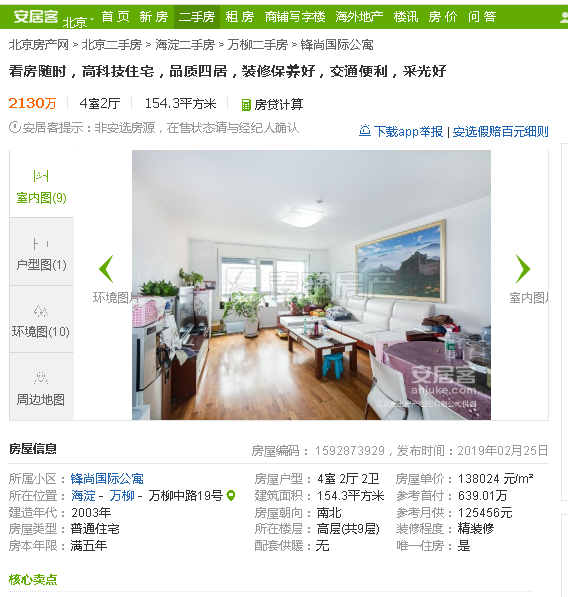 安居客 北京 首页 新房 二手房 租房 商铺写字楼 海外地产 楼讯 房价 问答
北京房产网 > 北京二手房 > 海淀二手房 > 万柳二手房 > 锋尚国际公寓
看房随时，高科技住宅，品质四居，装修保养好，交通便利，采光好
2130万 4室2厅 154.3平方米 房贷计算
安居客提示：非安选房源，在售状态请与经纪人确认 下载app举报 | 安选假赔百元细则
室内图(9)
户型图(1)
环境图(10)
周边地图
环境图片
室内图片
安居客
anjuke.com
房屋信息 房屋编码：1592873929，发布时间：2019年02月25日
所属小区：锋尚国际公寓 房屋户型：4室 2厅 2卫 房屋单价：138024 元/m²
所在位置：海淀 - 万柳 - 万柳中路19号 建筑面积：154.3平方米 参考首付：639.01万
建造年代：2003年 房屋朝向：南北 参考月供：125456元
房屋类型：普通住宅 所在楼层：高层(共9层) 装修程度：精装修
房本年限：满五年 配套供暖：无 唯一住房：是
核心卖点